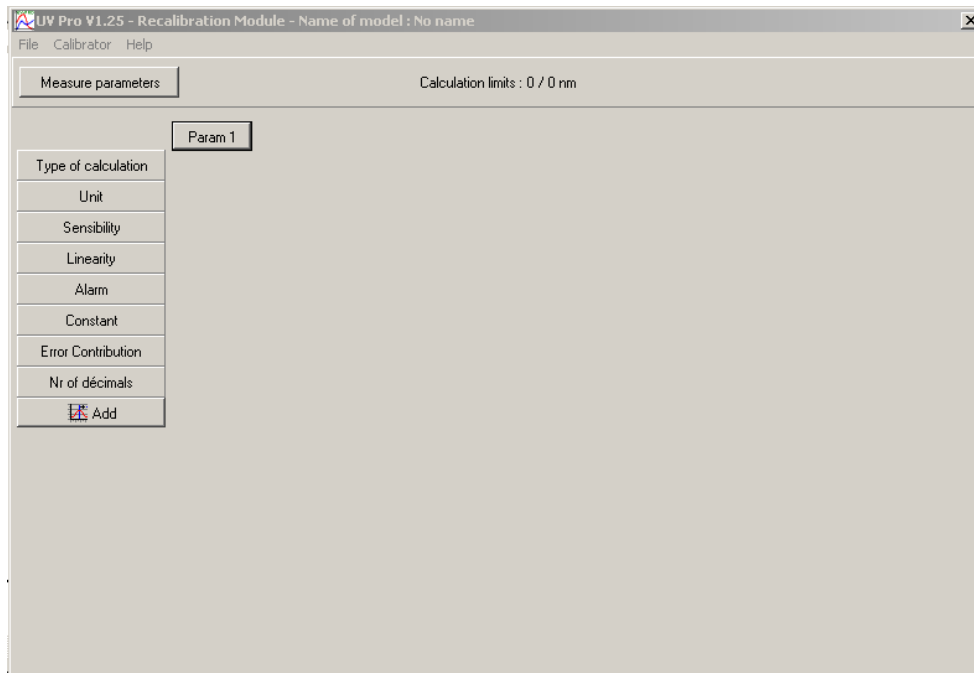 UV Pro V1.25 - Recalibration Module - Name of model : No name
File Calibrator Help
Measure parameters Calculation limits : 0 / 0 nm
Param 1
Type of calculation
Unit
Sensibility
Linearity
Alarm
Constant
Error Contribution
Nr of décimals
Add